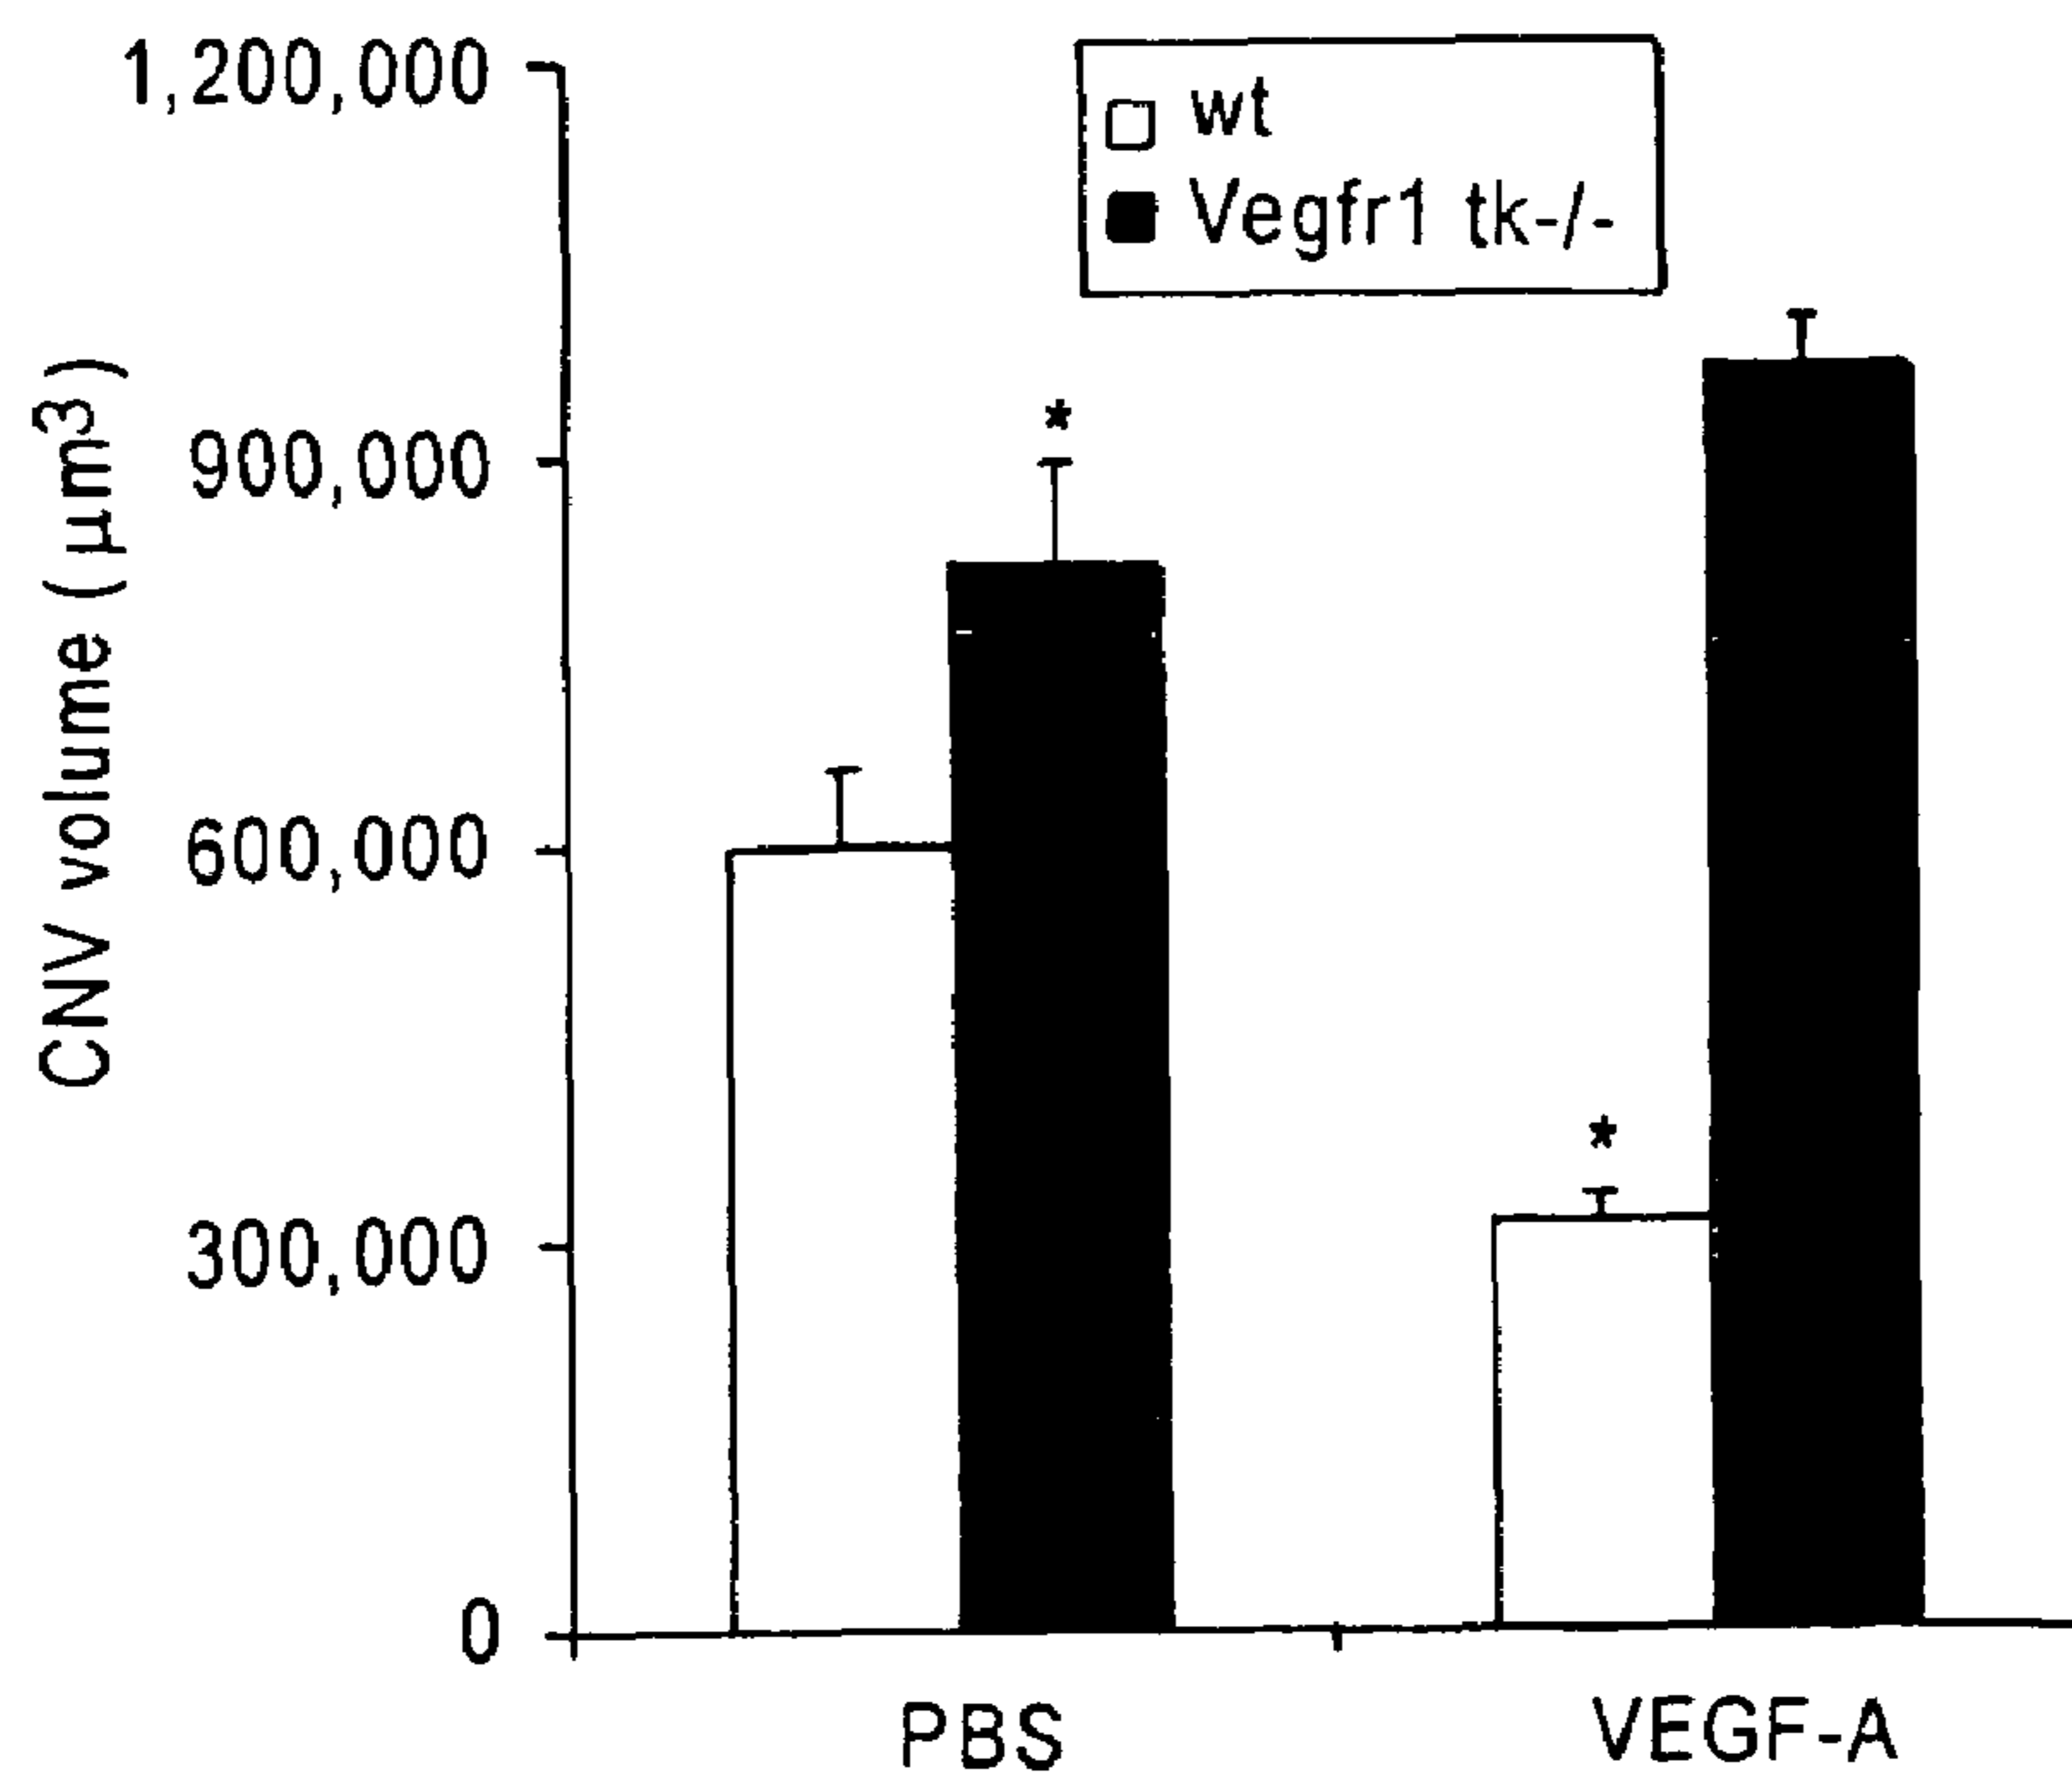 1,200,000
wt
Vegfr1 tk-/-
CNV volume (μm3)
900,000
*
600,000
*
300,000
0
PBS
VEGF-A